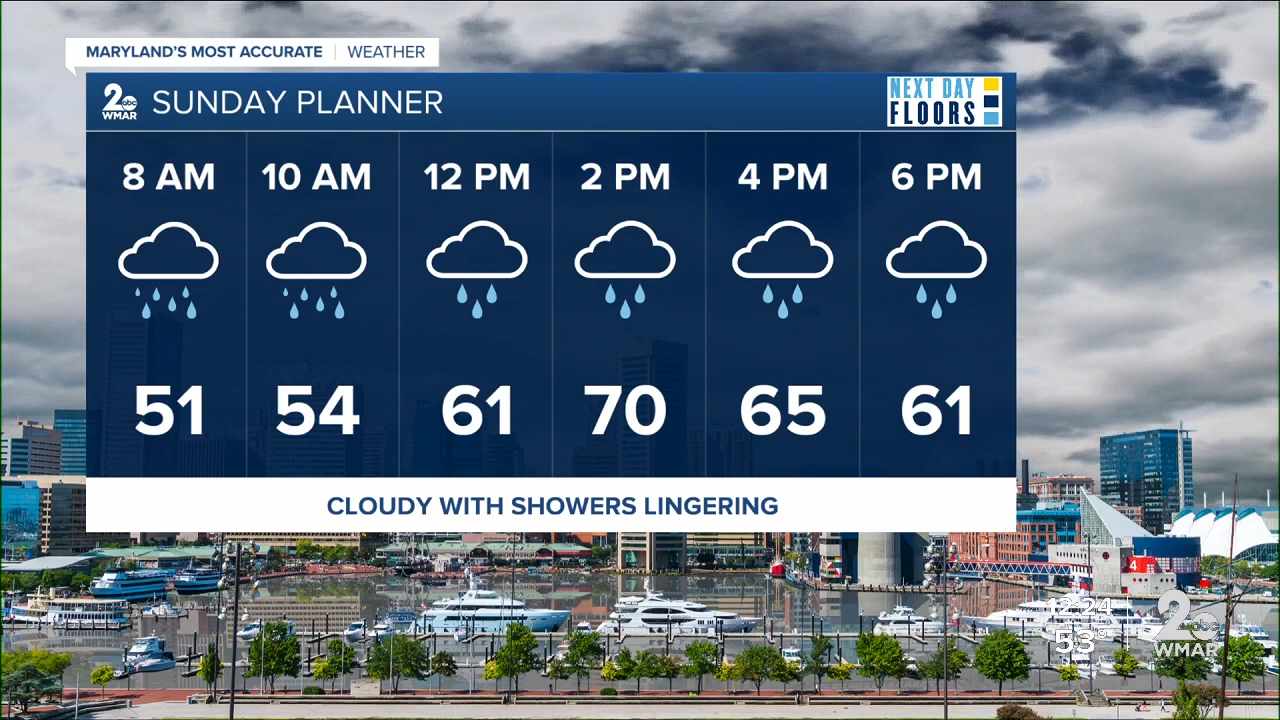 MARYLAND'S MOST ACCURATE | WEATHER
2 abc WMAR
SUNDAY PLANNER
NEXT DAY
FLOORS
8 AM 10 AM 12 PM 2 PM 4 PM 6 PM
51 54 61 70 65 61
CLOUDY WITH SHOWERS LINGERING
4
12:24
53°
2 abc
WMAR